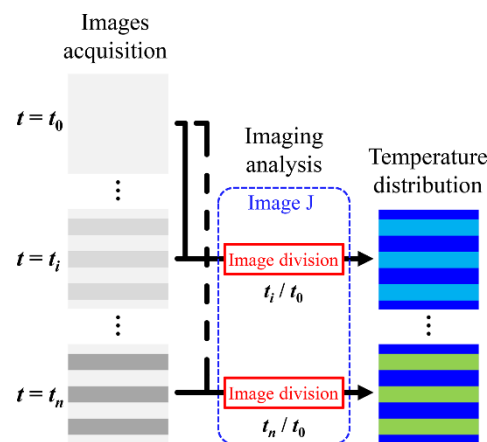 Images
acquisition
t = t0
Imaging
analysis
Temperature
distribution
Image J
⋮
⋮
t = ti
Image division
ti / t0
⋮
⋮
t = tn
Image division
tn / t0